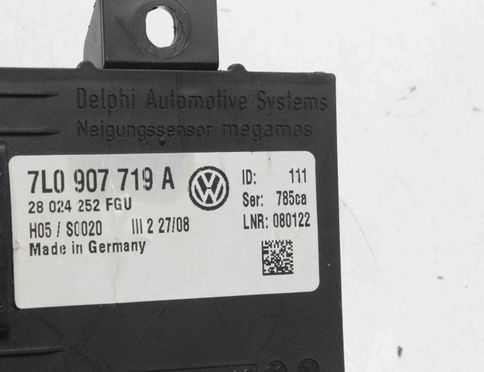 Delphi Automotive Systems
Neigungssensor megamos
7L0 907 719 A
28 024 252 FGU
H05 / S0020 III 2 27/08
Made in Germany
ID: 111
Ser: 785ca
LNR: 080122